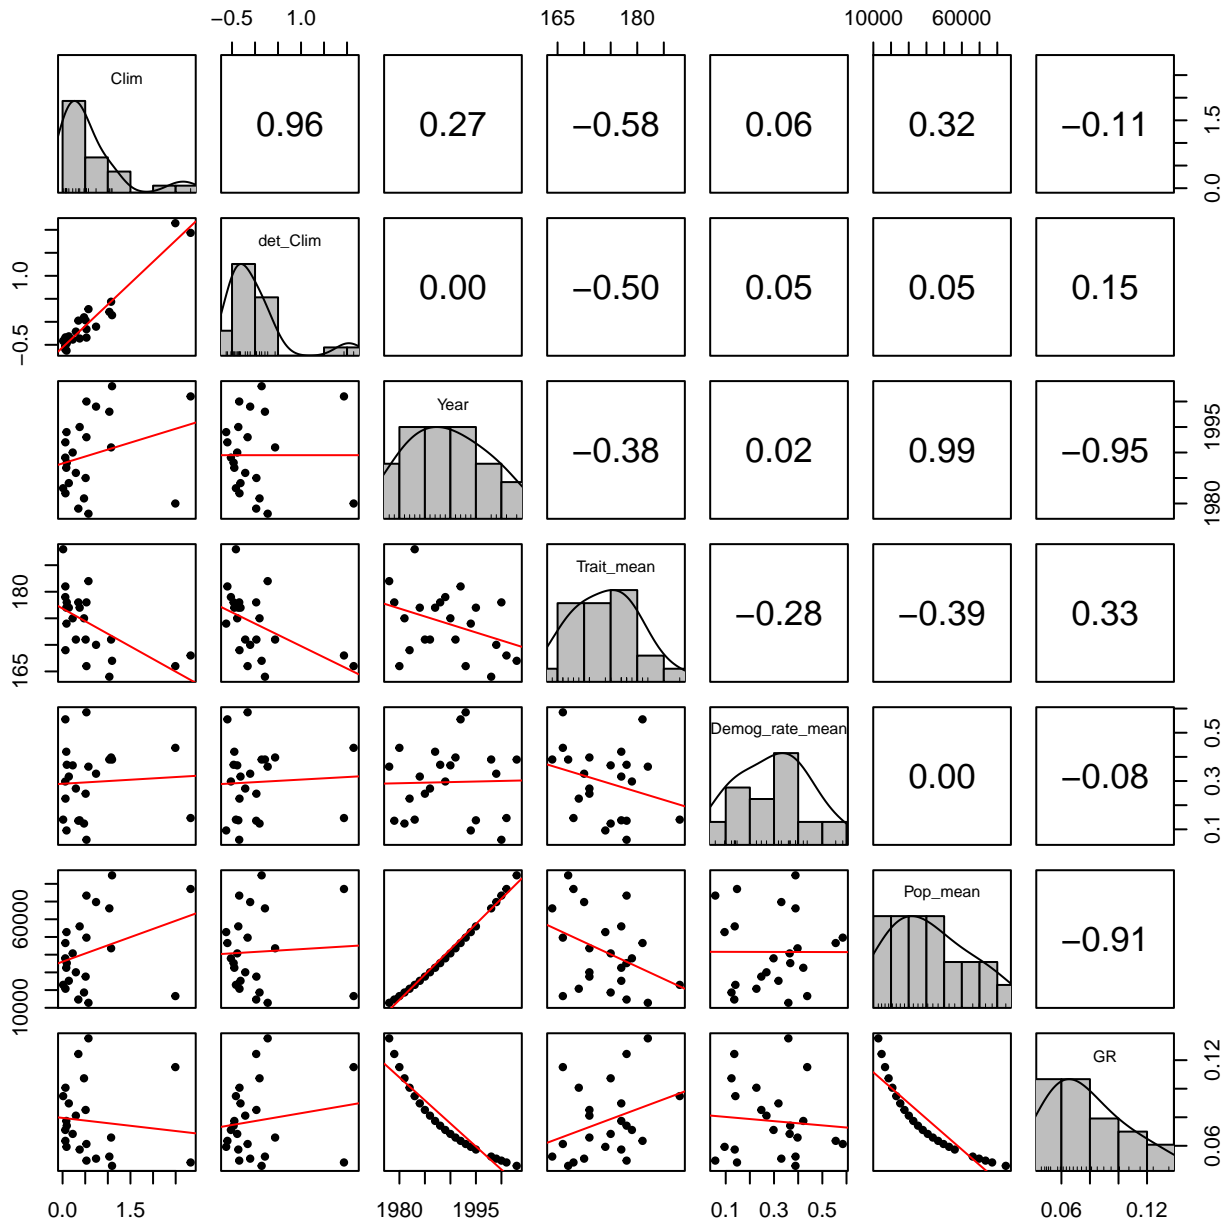 −0.5 1.0 165 180 10000 60000
Clim 0.96 0.27 −0.58 0.06 0.32 −0.11 0.0 1.5
−0.5 1.0 det_Clim 0.00 −0.50 0.05 0.05 0.15
Year −0.38 0.02 0.99 −0.95 1980 1995
165 180 Trait_mean −0.28 −0.39 0.33
Demog_rate_mean 0.00 −0.08 0.1 0.3 0.5
10000 60000 Pop_mean −0.91
GR 0.06 0.12
0.0 1.5 1980 1995 0.1 0.3 0.5 0.06 0.12